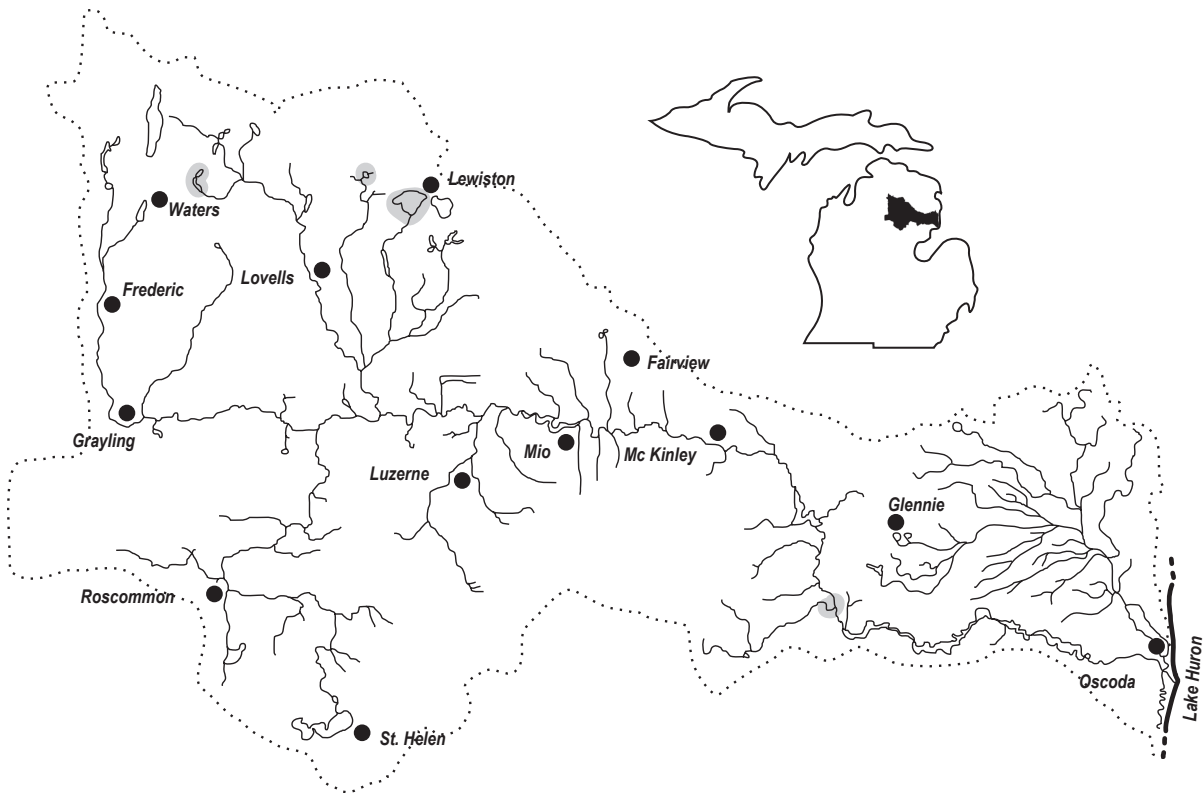 Lewiston
Waters
Lovells
Frederic
Fairview
Grayling
Mio
Mc Kinley
Luzerne
Glennie
Roscommon
Oscoda
Lake Huron
St. Helen